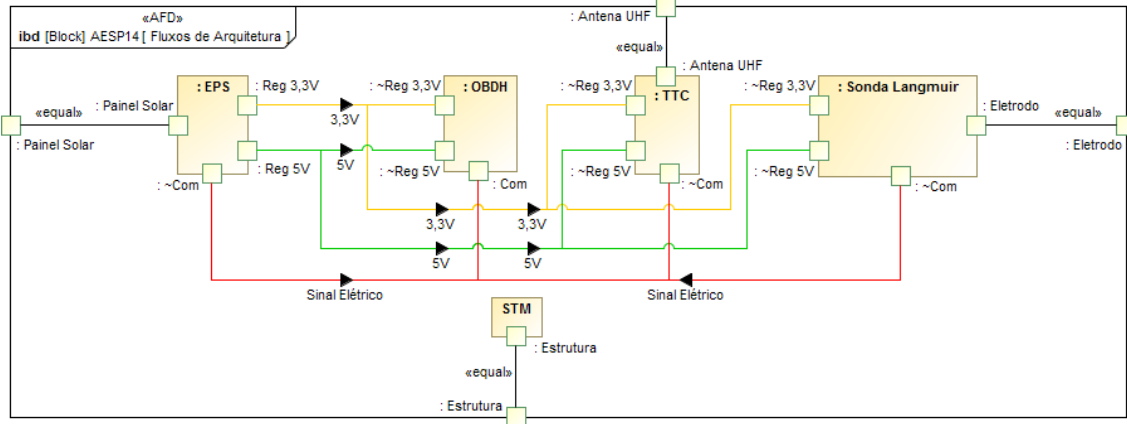 «AFD»
ibd [Block] AESP14 [ Fluxos de Arquitetura ]
: Antena UHF
«equal»
: Antena UHF
: EPS
: Reg 3,3V
: ~Reg 3,3V
: OBDH
: ~Reg 3,3V
: TTC
: ~Reg 3,3V
: Sonda Langmuir
«equal»
: Painel Solar
: Painel Solar
3,3V
: Eletrodo
«equal»
: Eletrodo
: Reg 5V
5V
: ~Reg 5V
: ~Reg 5V
: ~Reg 5V
: ~Com
: Com
: ~Com
: ~Com
3,3V
3,3V
5V
5V
Sinal Elétrico
Sinal Elétrico
STM
: Estrutura
«equal»
: Estrutura